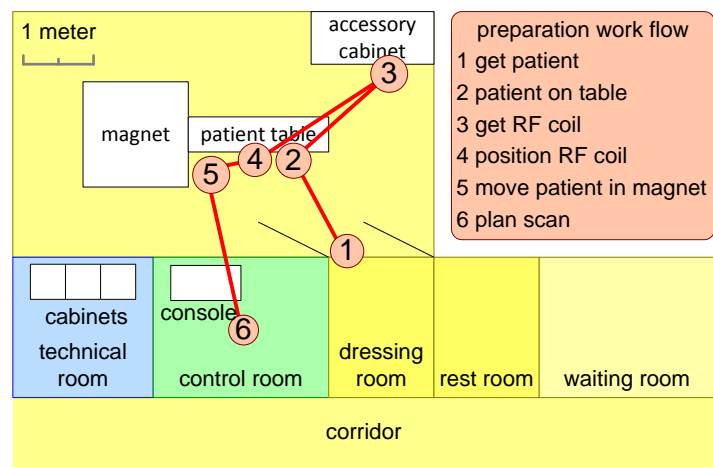 1 meter
accessory
cabinet
3
magnet
patient table
5
4
2
1
preparation work flow
1 get patient
2 patient on table
3 get RF coil
4 position RF coil
5 move patient in magnet
6 plan scan
cabinets
technical
room
console
6
control room
dressing
room
rest room
waiting room
corridor